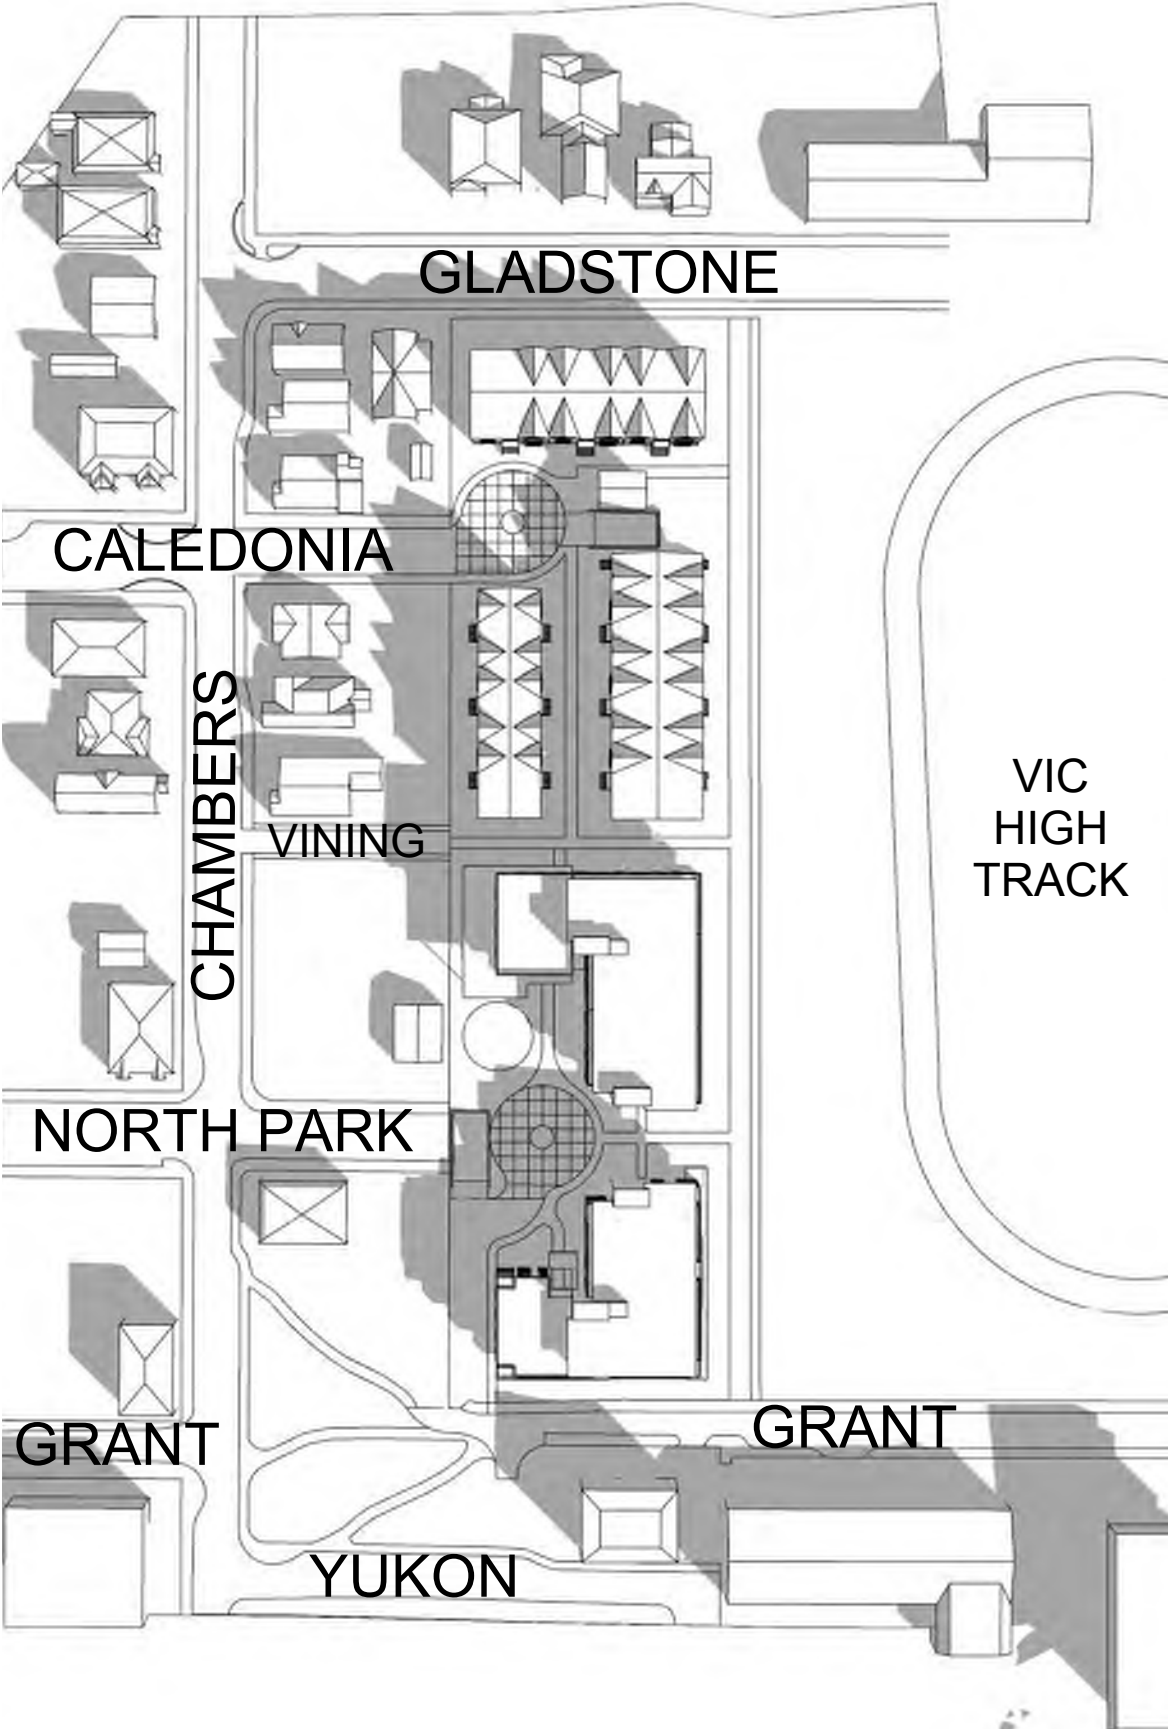 GLADSTONE
CALEDONIA
CHAMBERS
VINING
VIC
HIGH
TRACK
NORTH PARK
GRANT
GRANT
YUKON